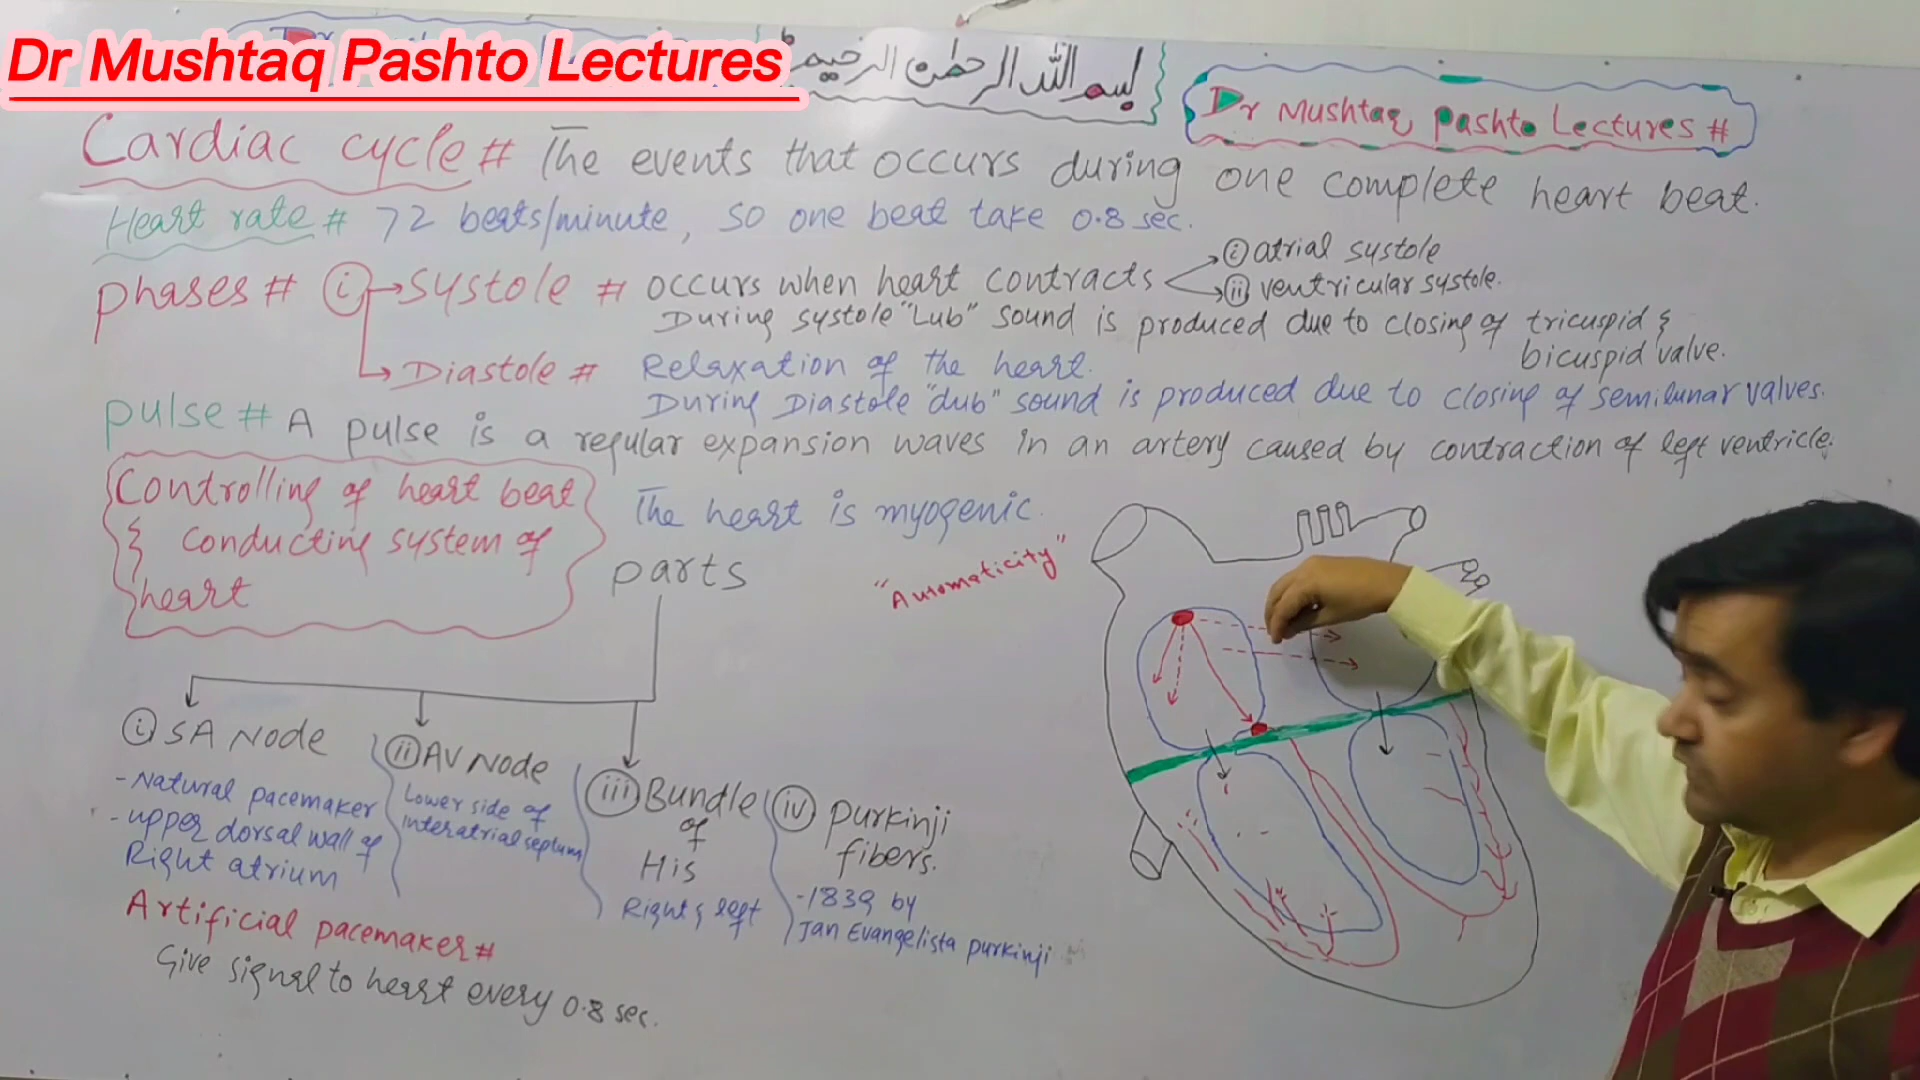 Dr Mushtaq Pashto Lectures
بسم الله الرحمن الرحيم
Dr Mushtaq Pashto Lectures #
Cardiac cycle # The events that occurs during one complete heart beat.
Heart rate # 72 beats/minute, so one beat take 0.8 sec.
phases # i → Systole # occurs when heart contracts
i atrial systole
ii ventricular systole.
During systole "Lub" sound is produced due to closing of tricuspid &
bicuspid valve.
Diastole # Relaxation of the heart.
During Diastole "dub" sound is produced due to closing of semilunar valves.
pulse # A pulse is a regular expansion waves in an artery caused by contraction of left ventricle.
Controlling of heart beat
& conducting system of
heart
The heart is myogenic.
"Automaticity"
parts
i SA Node
- Natural pacemaker
- upper dorsal wall of
Right atrium
ii AV Node
Lower side of
interatrial septum
iii Bundle
of
His
Right & left
iv purkinji
fibers.
- 1839 by
Jan Evangelista purkinji
Artificial pacemaker #
Give signal to heart every 0.8 sec.